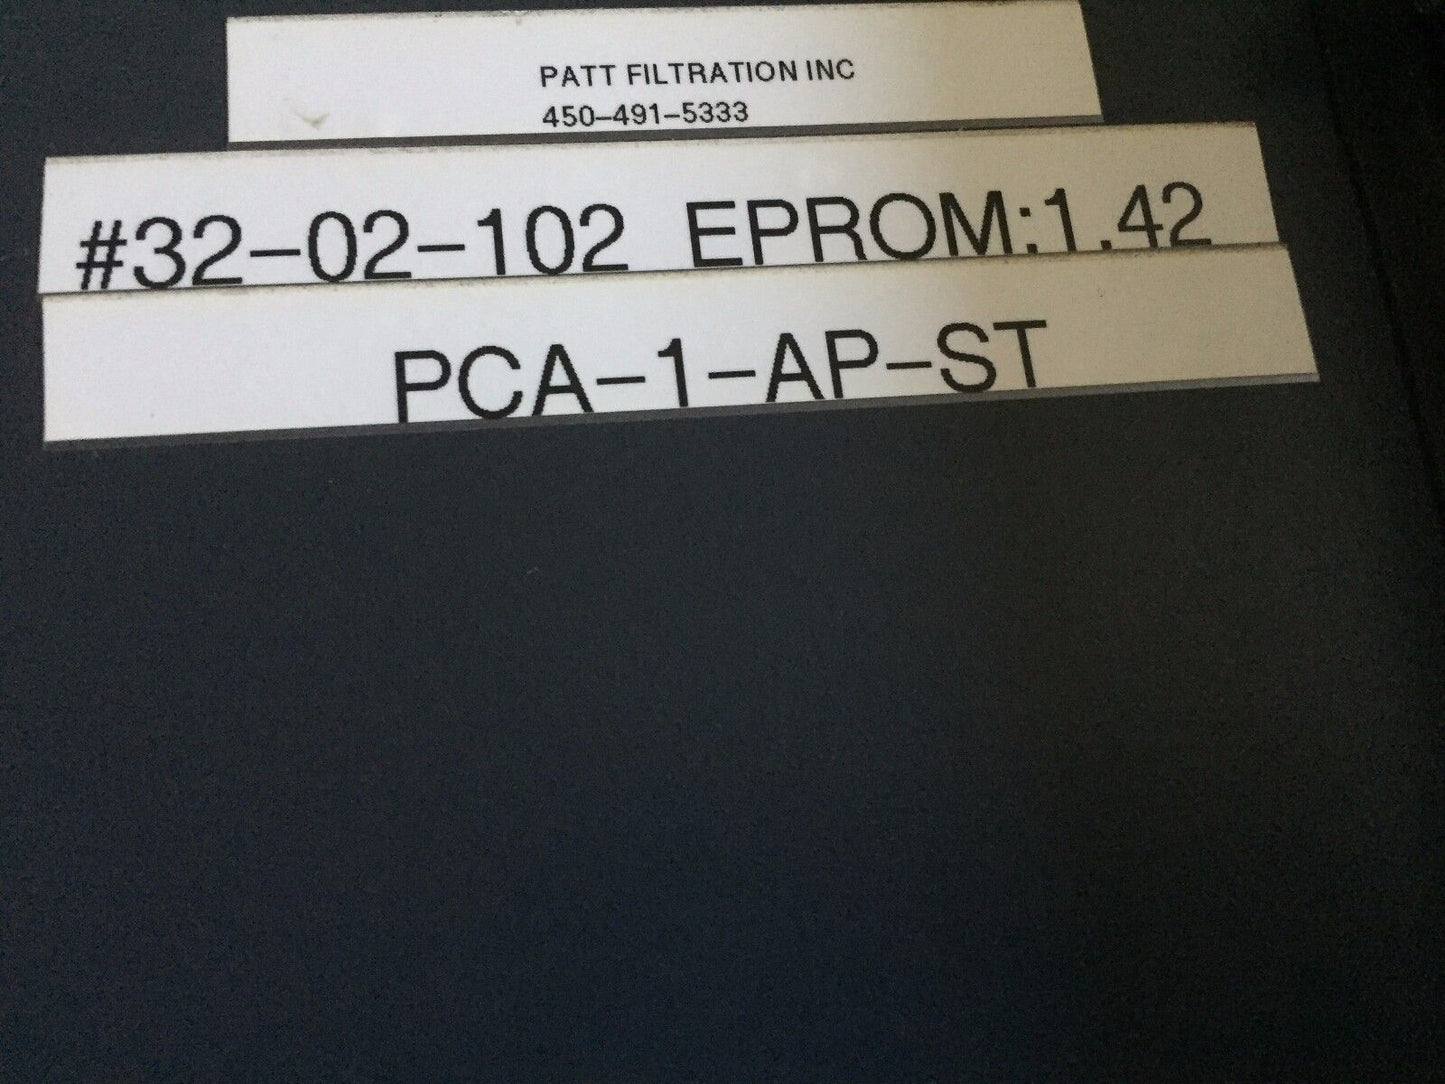 PATT FILTRATION INC
450-491-5333
#32-02-102 EPROM:1.42
PCA-1-AP-ST